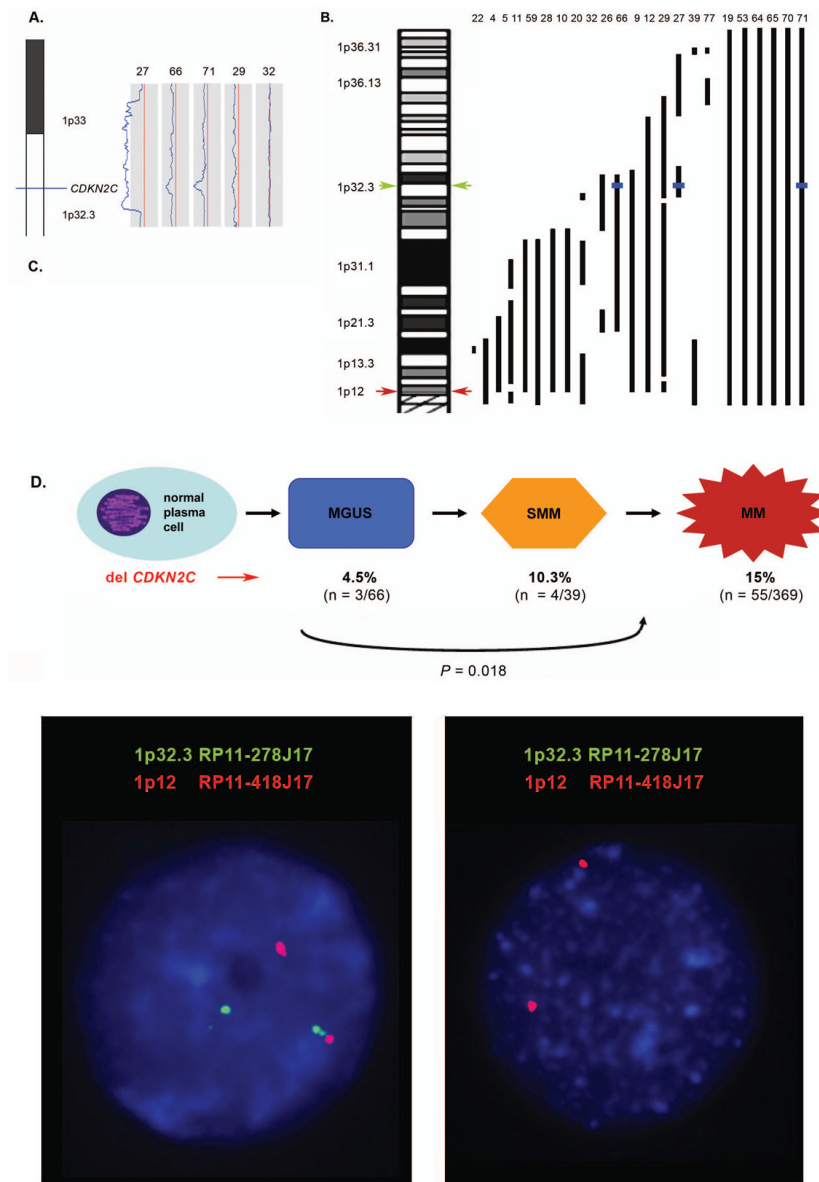 A.
27 66 71 29 32
1p33
CDKN2C
1p32.3
B.
22 4 5 11 59 28 10 20 32 26 66 9 12 29 27 39 77 19 53 64 65 70 71
1p36.31
1p36.13
1p32.3
1p31.1
1p21.3
1p13.3
1p12
C.
D.
normal
plasma
cell
MGUS
SMM
MM
del CDKN2C
4.5%
(n = 3/66)
10.3%
(n = 4/39)
15%
(n = 55/369)
P = 0.018
1p32.3 RP11-278J17
1p12 RP11-418J17
1p32.3 RP11-278J17
1p12 RP11-418J17